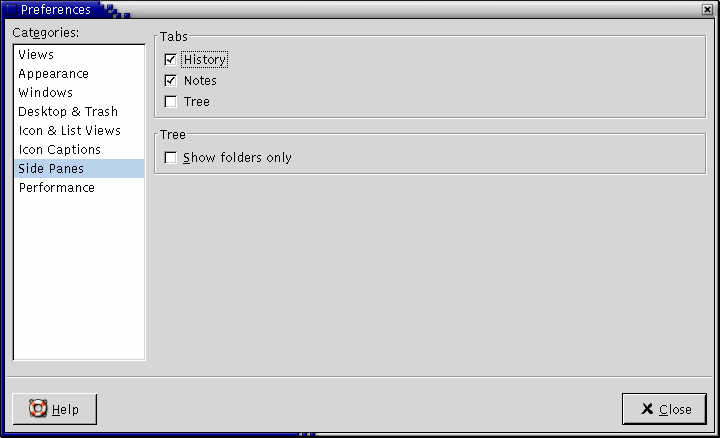 Preferences
Categories:
Views
Appearance
Windows
Desktop & Trash
Icon & List Views
Icon Captions
Side Panes
Performance
Tabs
History
Notes
Tree
Tree
Show folders only
Help
Close